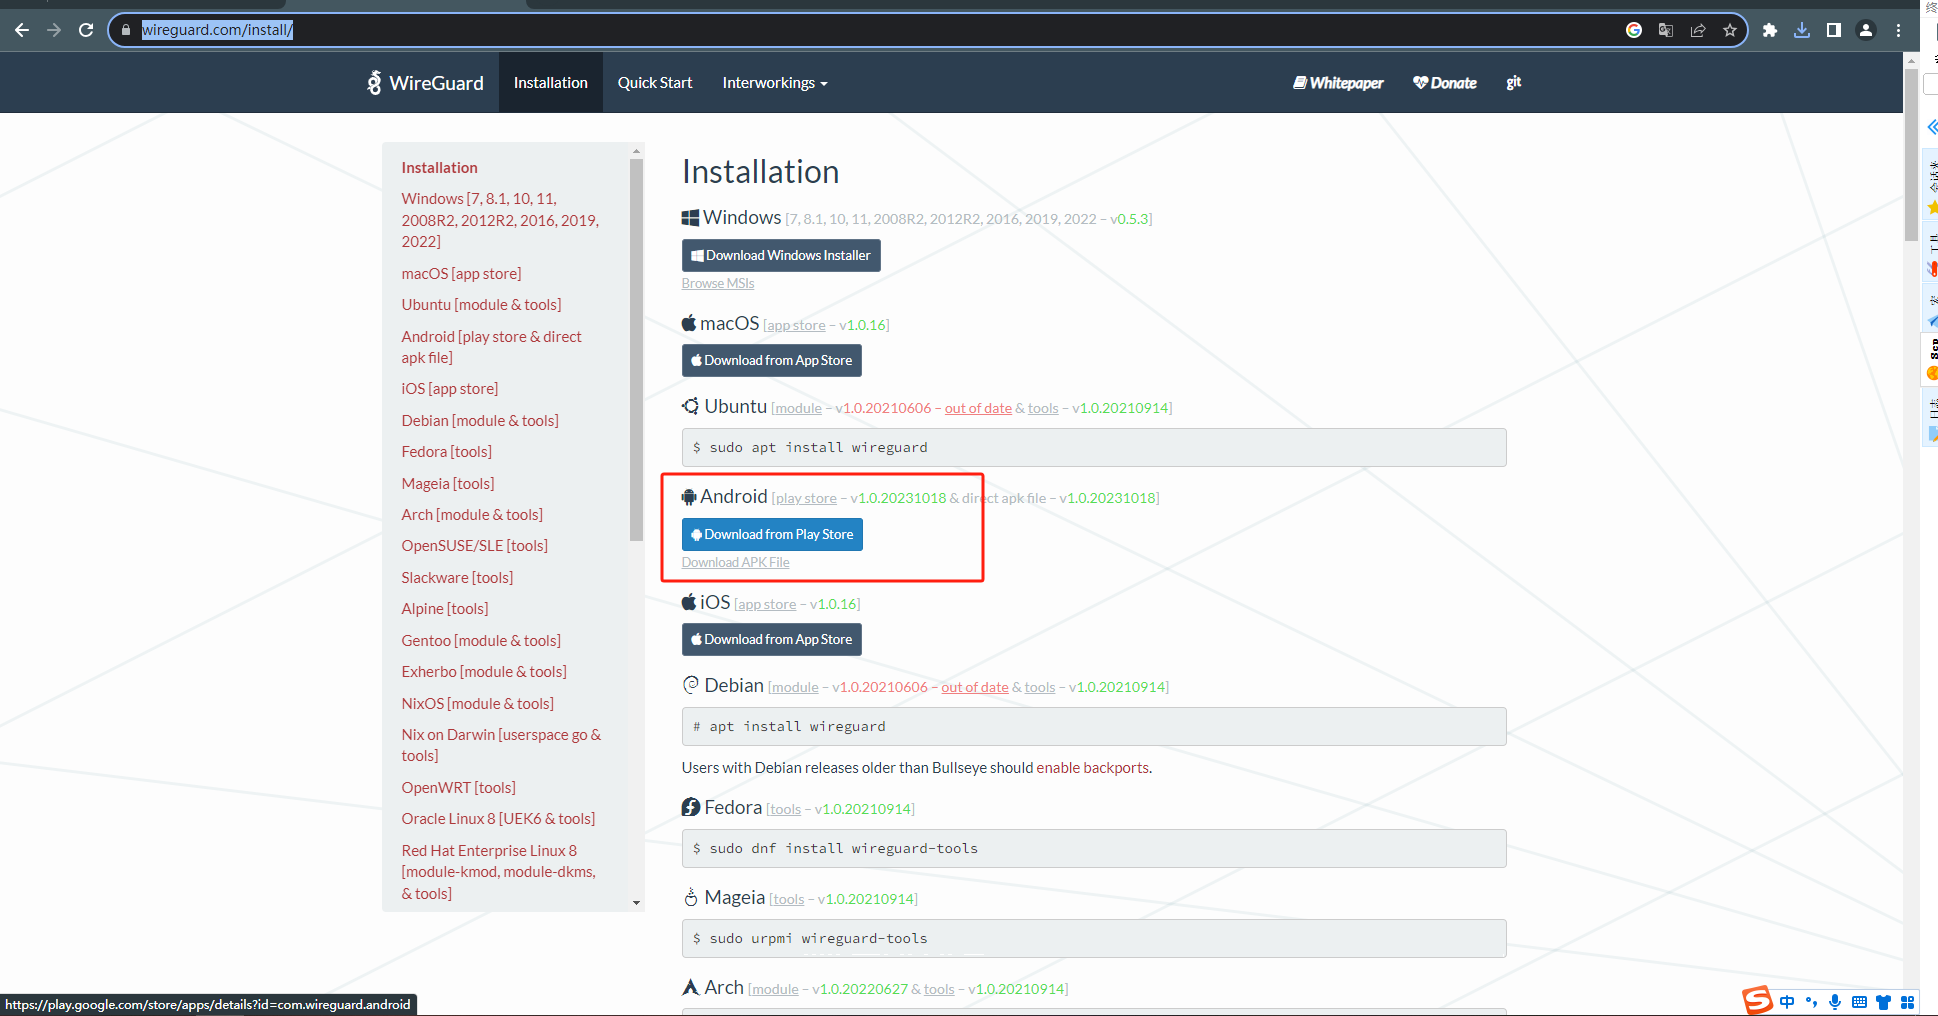 wireguard.com/install/
WireGuard
Installation
Quick Start
Interworkings
Whitepaper
Donate
git
Installation
Windows [7, 8.1, 10, 11,
2008R2, 2012R2, 2016, 2019,
2022]
macOS [app store]
Ubuntu [module & tools]
Android [play store & direct
apk file]
iOS [app store]
Debian [module & tools]
Fedora [tools]
Mageia [tools]
Arch [module & tools]
OpenSUSE/SLE [tools]
Slackware [tools]
Alpine [tools]
Gentoo [module & tools]
Exherbo [module & tools]
NixOS [module & tools]
Nix on Darwin [userspace go &
tools]
OpenWRT [tools]
Oracle Linux 8 [UEK6 & tools]
Red Hat Enterprise Linux 8
[module-kmod, module-dkms,
& tools]
Installation
Windows [7, 8.1, 10, 11, 2008R2, 2012R2, 2016, 2019, 2022 – v0.5.3]
Download Windows Installer
Browse MSIs
macOS [app store – v1.0.16]
Download from App Store
Ubuntu [module – v1.0.20210606 – out of date & tools – v1.0.20210914]
$ sudo apt install wireguard
Android [play store – v1.0.20231018 & direct apk file – v1.0.20231018]
Download from Play Store
Download APK File
iOS [app store – v1.0.16]
Download from App Store
Debian [module – v1.0.20210606 – out of date & tools – v1.0.20210914]
# apt install wireguard
Users with Debian releases older than Bullseye should enable backports.
Fedora [tools – v1.0.20210914]
$ sudo dnf install wireguard-tools
Mageia [tools – v1.0.20210914]
$ sudo urpmi wireguard-tools
Arch [module – v1.0.20220627 & tools – v1.0.20210914]
https://play.google.com/store/apps/details?id=com.wireguard.android
中